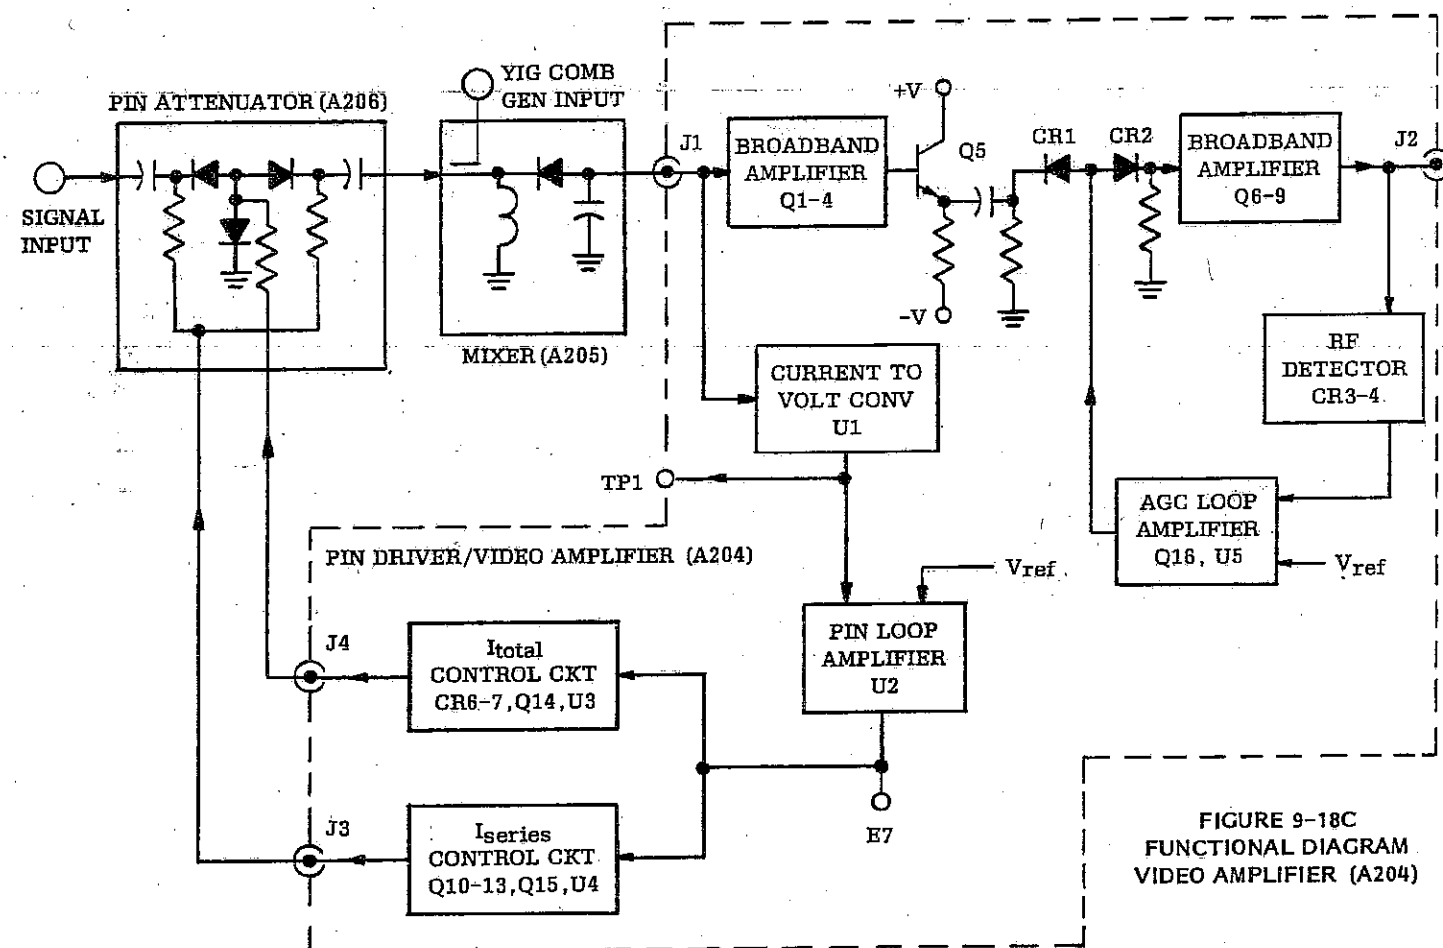 YIG COMB
GEN INPUT
PIN ATTENUATOR (A206)
SIGNAL
INPUT
MIXER (A205)
J1
BROADBAND
AMPLIFIER
Q1-4
+V
Q5
-V
CR1
CR2
BROADBAND
AMPLIFIER
Q6-9
J2
RF
DETECTOR
CR3-4
CURRENT TO
VOLT CONV
U1
TP1
AGC LOOP
AMPLIFIER
Q16, U5
Vref
PIN DRIVER/VIDEO AMPLIFIER (A204)
Vref
PIN LOOP
AMPLIFIER
U2
J4
Itotal
CONTROL CKT
CR6-7,Q14,U3
J3
Iseries
CONTROL CKT
Q10-13,Q15,U4
E7
FIGURE 9-18C
FUNCTIONAL DIAGRAM
VIDEO AMPLIFIER (A204)